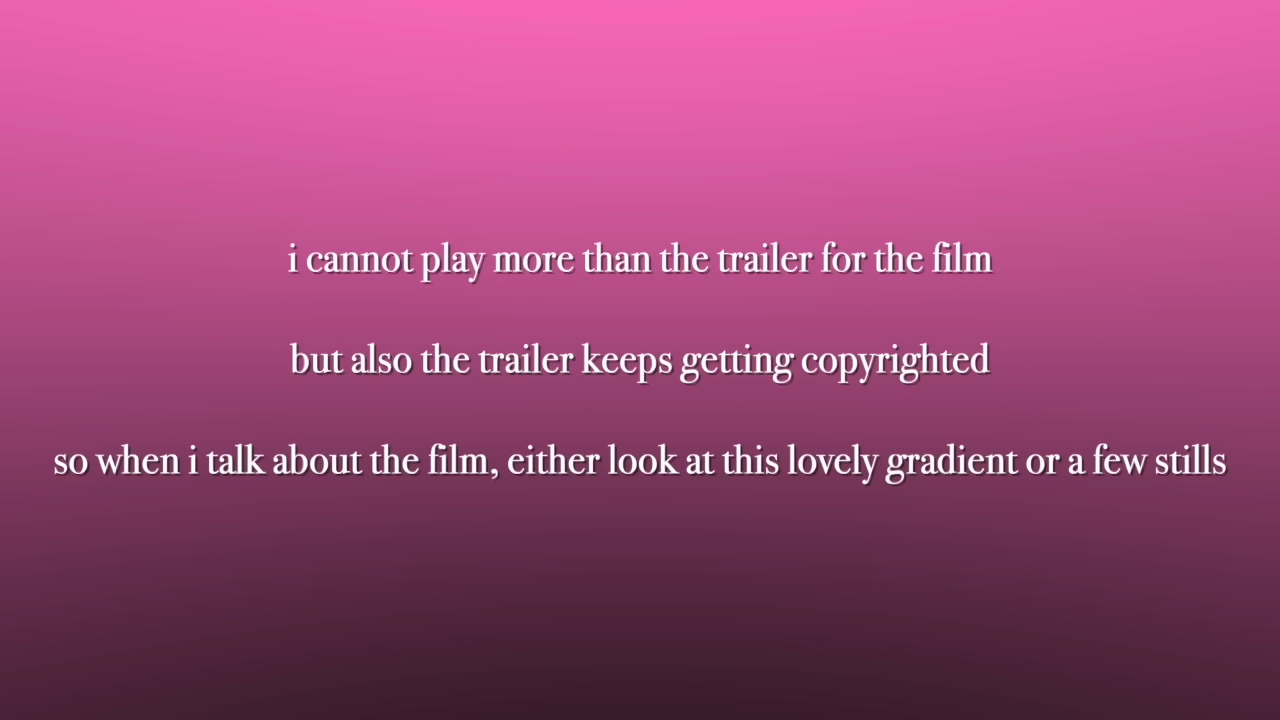 i cannot play more than the trailer for the film
but also the trailer keeps getting copyrighted
so when i talk about the film, either look at this lovely gradient or a few stills